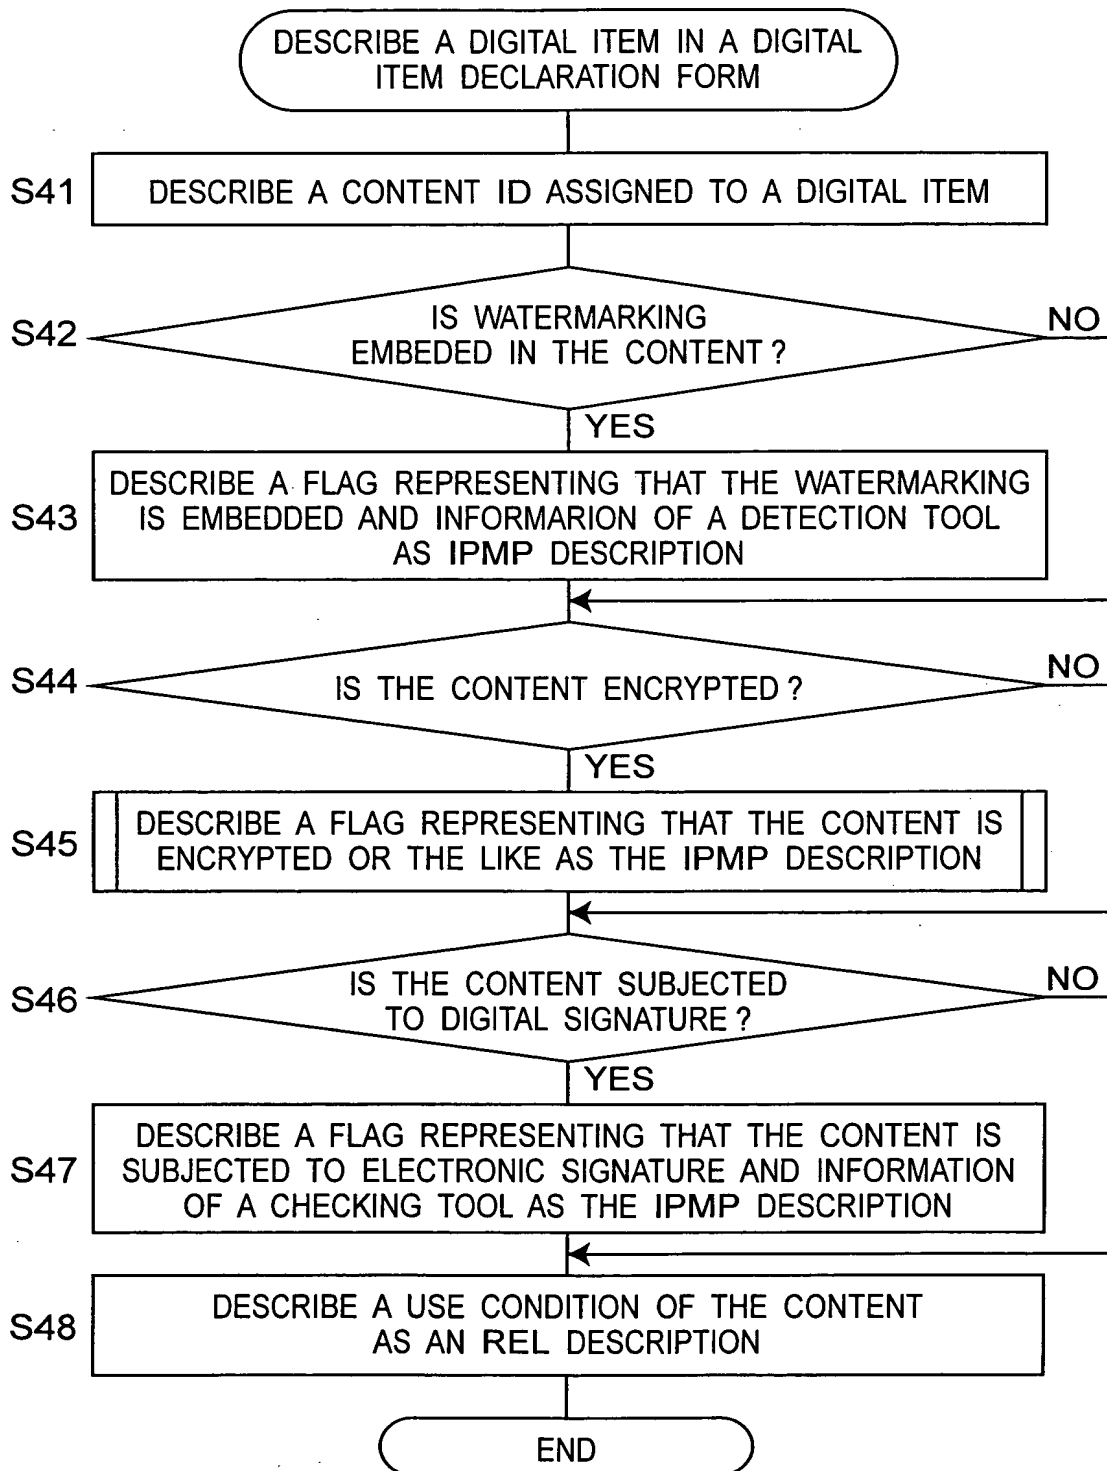 DESCRIBE A DIGITAL ITEM IN A DIGITAL
ITEM DECLARATION FORM
S41
DESCRIBE A CONTENT ID ASSIGNED TO A DIGITAL ITEM
S42
IS WATERMARKING
EMBEDED IN THE CONTENT ?
NO
YES
S43
DESCRIBE A FLAG REPRESENTING THAT THE WATERMARKING
IS EMBEDDED AND INFORMARION OF A DETECTION TOOL
AS IPMP DESCRIPTION
S44
IS THE CONTENT ENCRYPTED ?
NO
YES
S45
DESCRIBE A FLAG REPRESENTING THAT THE CONTENT IS
ENCRYPTED OR THE LIKE AS THE IPMP DESCRIPTION
S46
IS THE CONTENT SUBJECTED
TO DIGITAL SIGNATURE ?
NO
YES
S47
DESCRIBE A FLAG REPRESENTING THAT THE CONTENT IS
SUBJECTED TO ELECTRONIC SIGNATURE AND INFORMATION
OF A CHECKING TOOL AS THE IPMP DESCRIPTION
S48
DESCRIBE A USE CONDITION OF THE CONTENT
AS AN REL DESCRIPTION
END